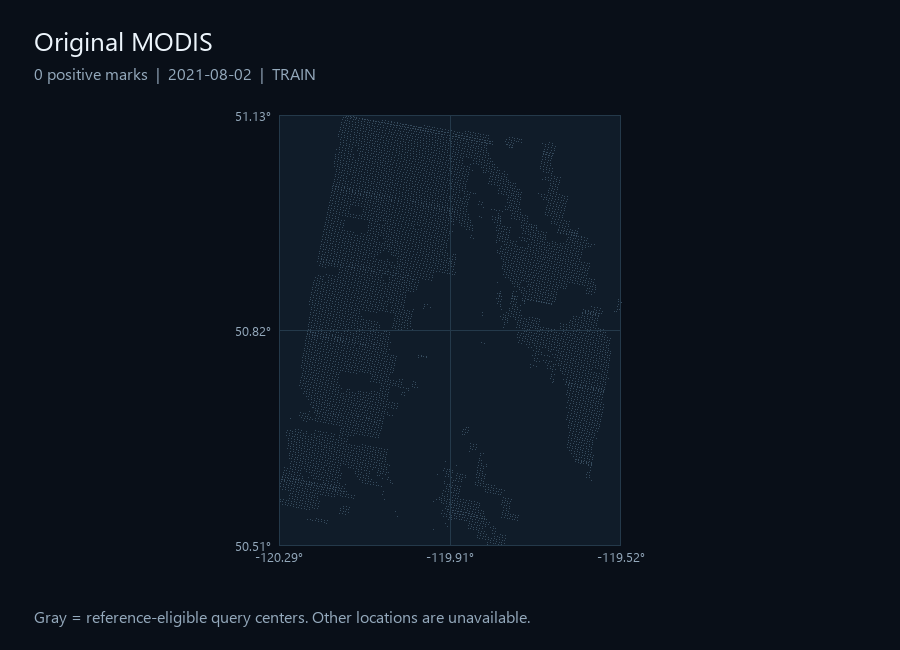 Original MODIS
0 positive marks | 2021-08-02 | TRAIN
51.13°
50.82°
50.51°
-120.29°
-119.91°
-119.52°
Gray = reference-eligible query centers. Other locations are unavailable.